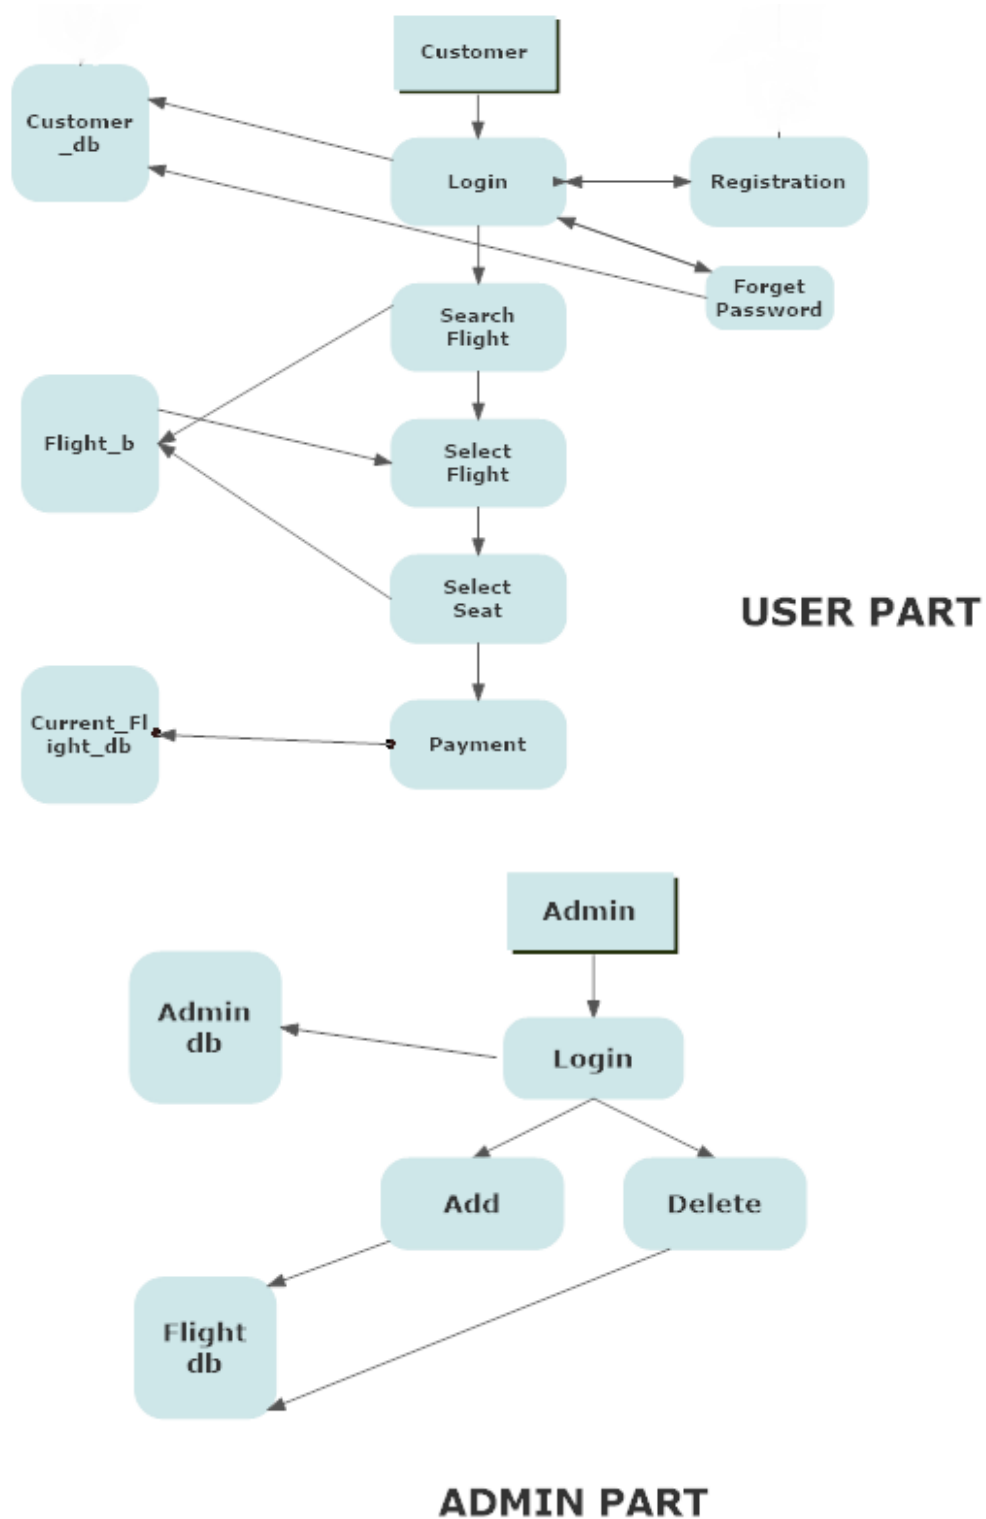 Customer
Customer
_db
Login
Registration
Forget
Password
Search
Flight
Flight_b
Select
Flight
Select
Seat
USER PART
Current_Fl
ight_db
Payment
Admin
Admin
db
Login
Add
Delete
Flight
db
ADMIN PART